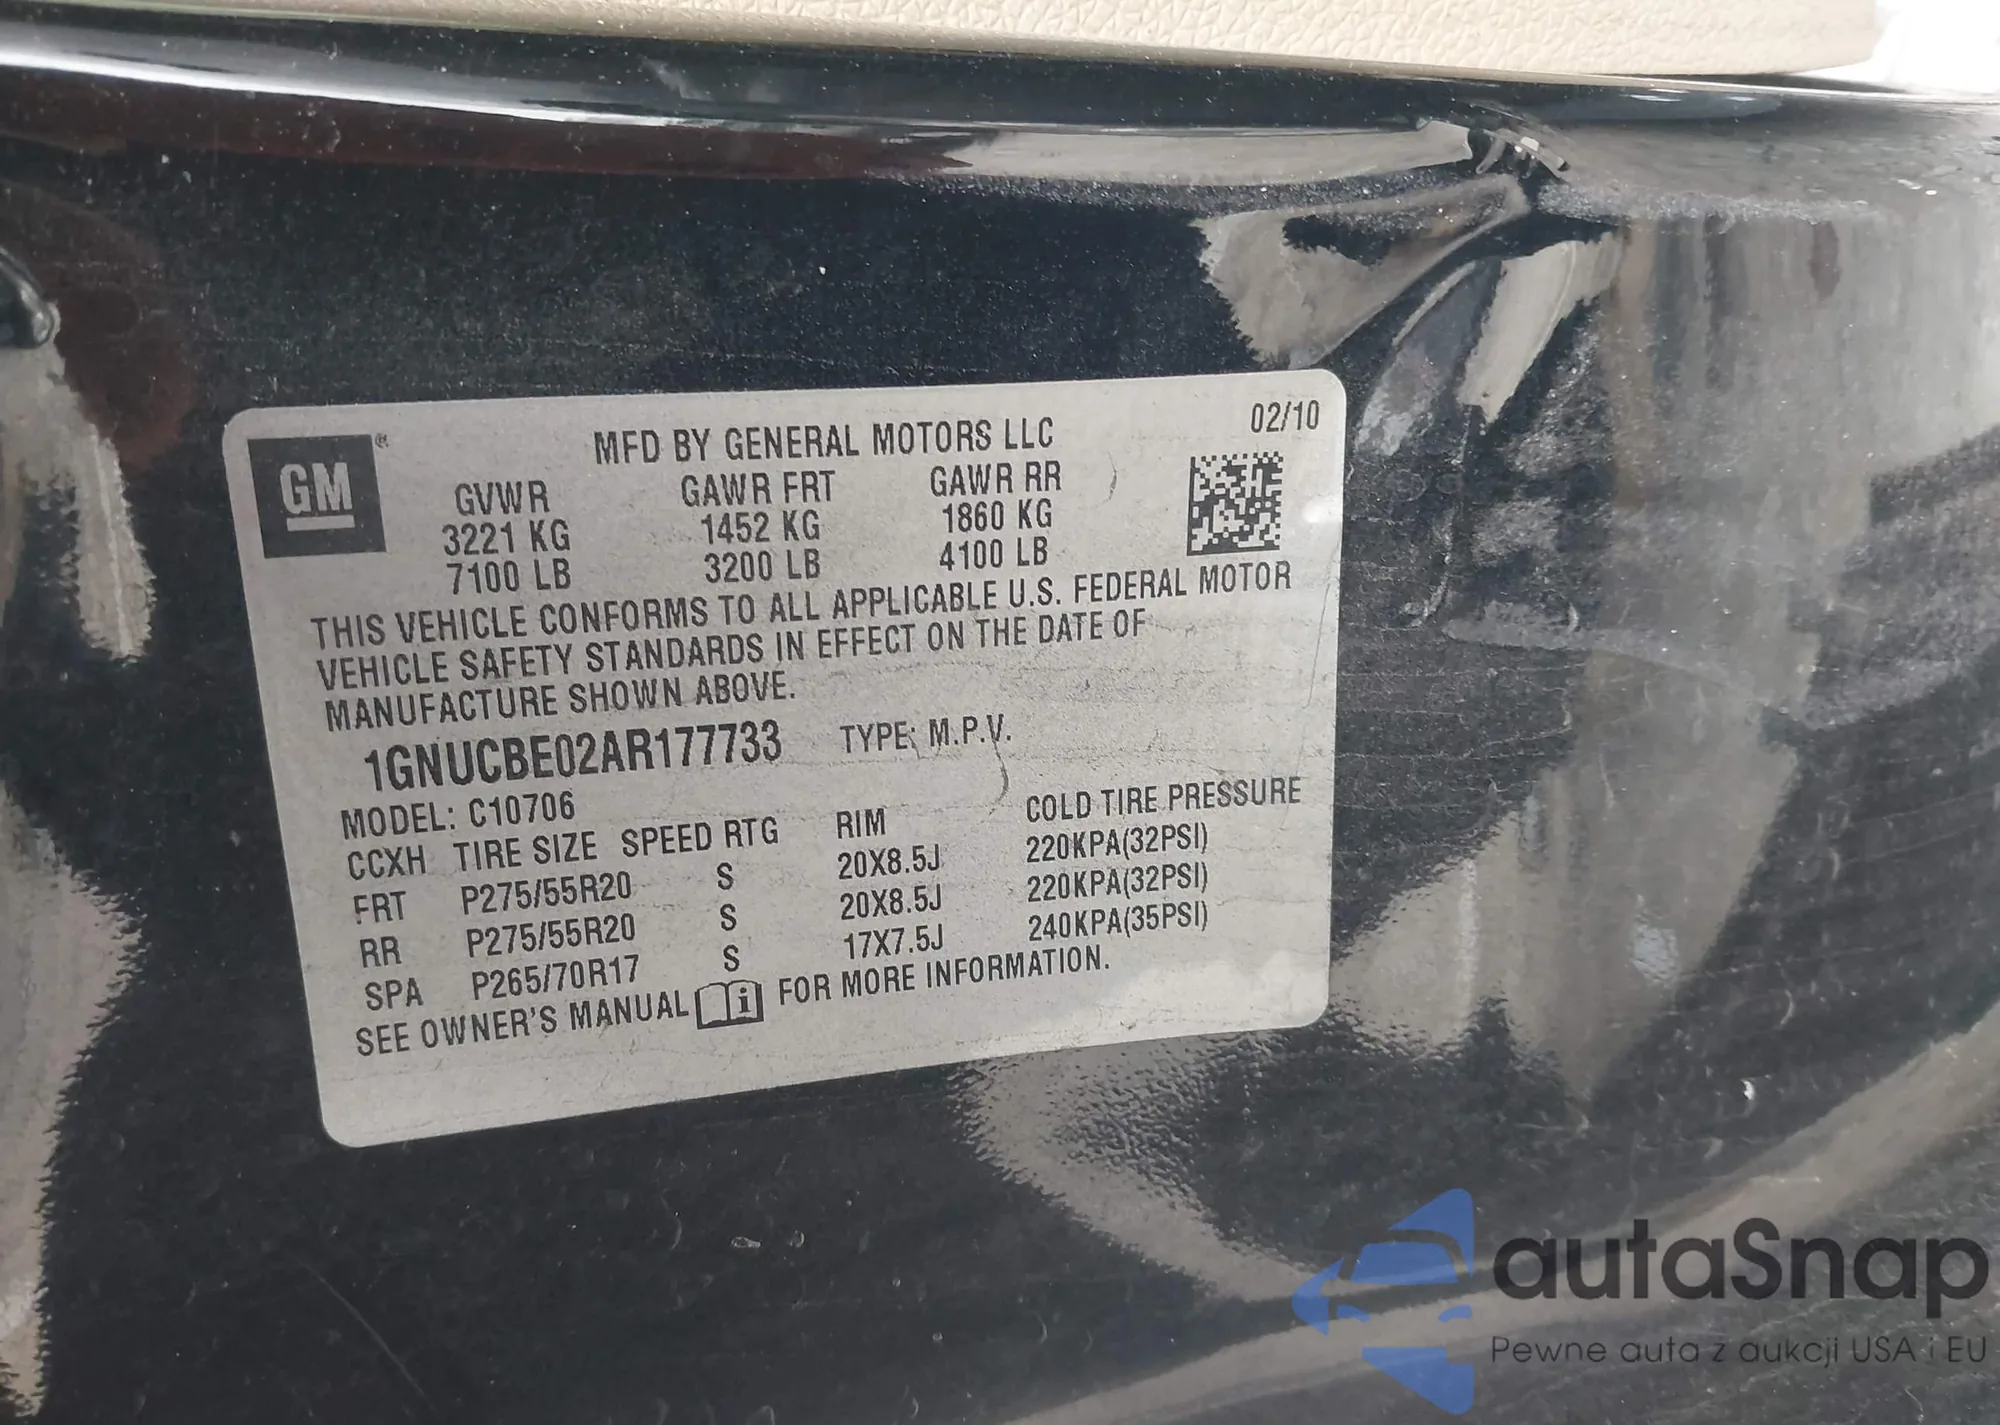 GM®
MFD BY GENERAL MOTORS LLC
02/10
GVWR GAWR FRT GAWR RR
3221 KG 1452 KG 1860 KG
7100 LB 3200 LB 4100 LB
THIS VEHICLE CONFORMS TO ALL APPLICABLE U.S. FEDERAL MOTOR
VEHICLE SAFETY STANDARDS IN EFFECT ON THE DATE OF
MANUFACTURE SHOWN ABOVE.
1GNUCBE02AR177733 TYPE: M.P.V.
MODEL: C10706
CCXH TIRE SIZE SPEED RTG RIM COLD TIRE PRESSURE
FRT P275/55R20 S 20X8.5J 220KPA(32PSI)
RR P275/55R20 S 20X8.5J 220KPA(32PSI)
SPA P265/70R17 S 17X7.5J 240KPA(35PSI)
SEE OWNER'S MANUAL i FOR MORE INFORMATION.
autaSnap
Pewne auta z aukcji USA i EU